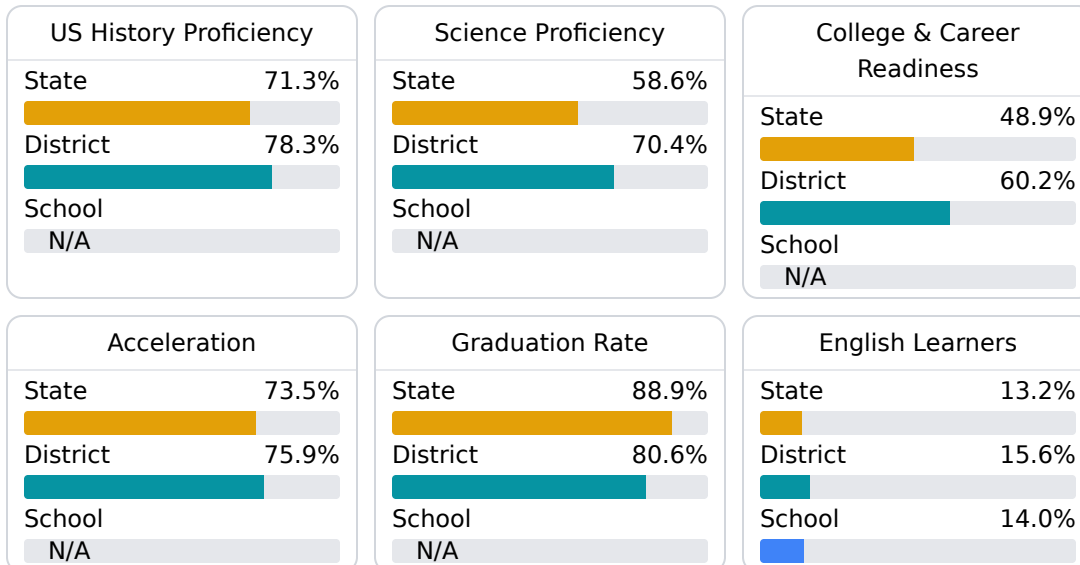 US History Proficiency
State 71.3%
District 78.3%
School
N/A
Science Proficiency
State 58.6%
District 70.4%
School
N/A
College & Career
Readiness
State 48.9%
District 60.2%
School
N/A
Acceleration
State 73.5%
District 75.9%
School
N/A
Graduation Rate
State 88.9%
District 80.6%
School
N/A
English Learners
State 13.2%
District 15.6%
School 14.0%